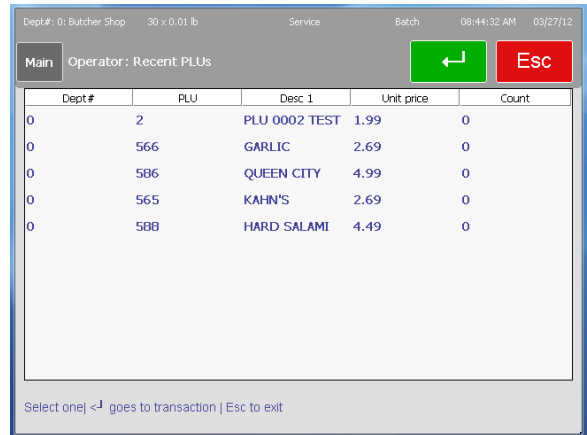 Dept#: 0: Butcher Shop 30 x 0.01 lb Service Batch 08:44:32 AM 03/27/12
Main Operator: Recent PLUs Esc
Dept# PLU Desc 1 Unit price Count
0 2 PLU 0002 TEST 1.99 0
0 566 GARLIC 2.69 0
0 586 QUEEN CITY 4.99 0
0 565 KAHN'S 2.69 0
0 588 HARD SALAMI 4.49 0
Select one| <┘ goes to transaction | Esc to exit